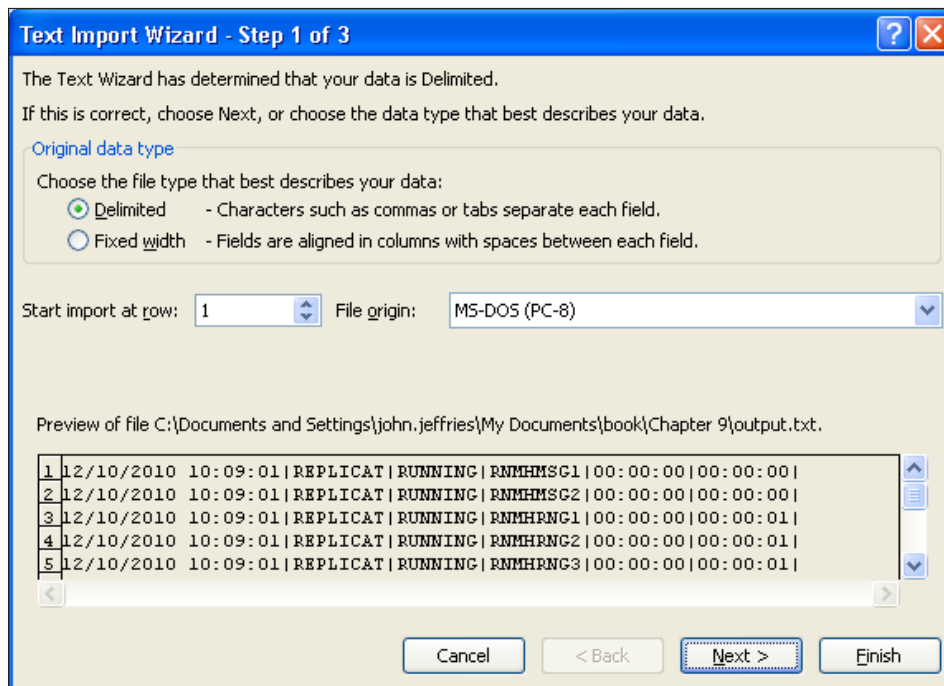 Text Import Wizard - Step 1 of 3
The Text Wizard has determined that your data is Delimited.
If this is correct, choose Next, or choose the data type that best describes your data.
Original data type
Choose the file type that best describes your data:
Delimited - Characters such as commas or tabs separate each field.
Fixed width - Fields are aligned in columns with spaces between each field.
Start import at row: 1 File origin: MS-DOS (PC-8)
Preview of file C:\Documents and Settings\john.jeffries\My Documents\book\Chapter 9\output.txt.
1 12/10/2010 10:09:01|REPLICAT|RUNNING|RNMHMSG1|00:00:00|00:00:00|
2 12/10/2010 10:09:01|REPLICAT|RUNNING|RNMHMSG2|00:00:00|00:00:00|
3 12/10/2010 10:09:01|REPLICAT|RUNNING|RNMHRNG1|00:00:00|00:00:01|
4 12/10/2010 10:09:01|REPLICAT|RUNNING|RNMHRNG2|00:00:00|00:00:01|
5 12/10/2010 10:09:01|REPLICAT|RUNNING|RNMHRNG3|00:00:00|00:00:01|
Cancel < Back Next > Finish